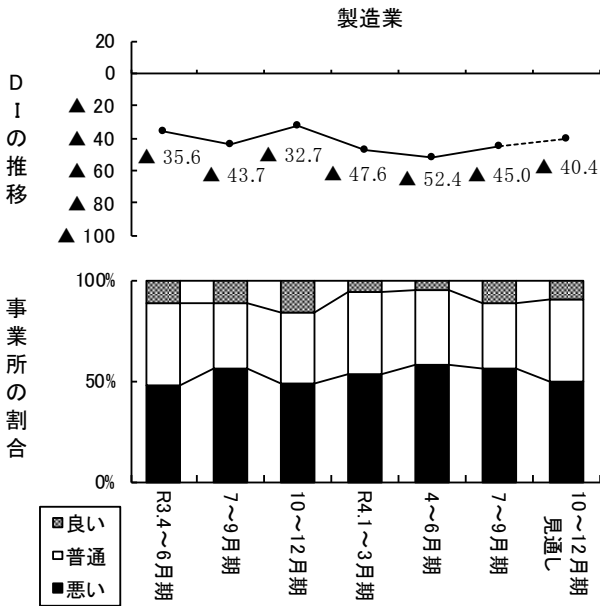 製造業
DIの推移
20
0
▲ 20
▲ 40
▲ 60
▲ 80
▲ 100
▲ 35.6
▲ 43.7
▲ 32.7
▲ 47.6
▲ 52.4
▲ 45.0
▲ 40.4
事業所の割合
100%
50%
0%
R3.4～6月期
7～9月期
10～12月期
R4.1～3月期
4～6月期
7～9月期
10～12月期
見通し
良い
普通
悪い